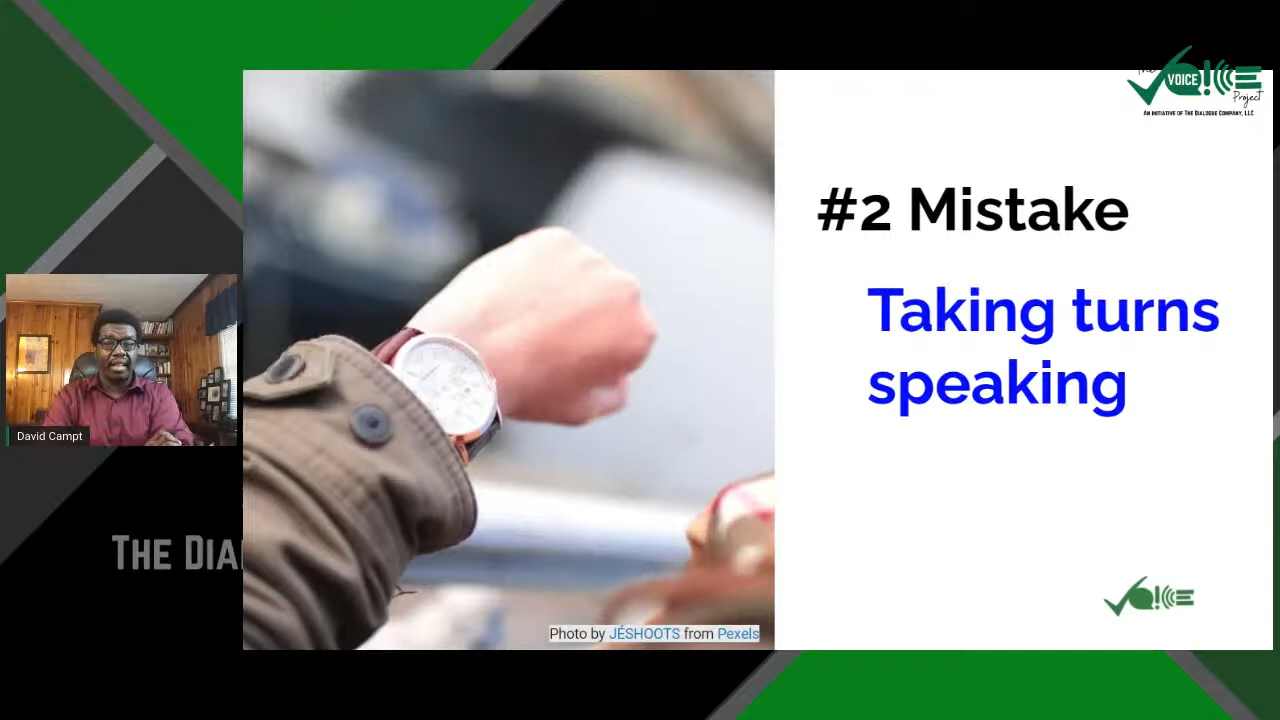 VOICE
Project
AN INITIATIVE OF THE DIALOGUE COMPANY, LLC
#2 Mistake
Taking turns
speaking
David Campt
THE DIA
Photo by JÉSHOOTS from Pexels